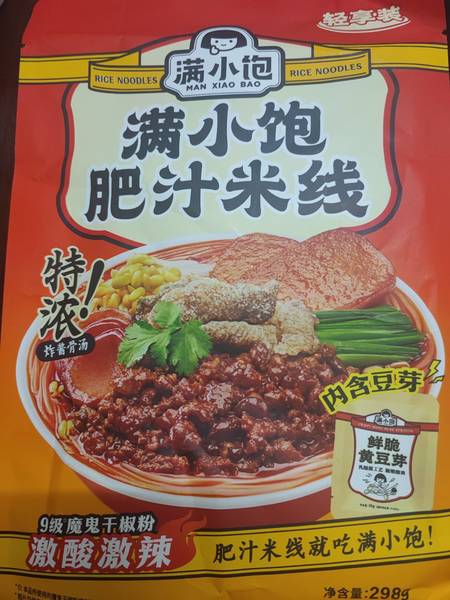 轻享装
RICE NOODLES
满小饱
MAN XIAO BAO
RICE NOODLES
满小饱
肥汁米线
特浓!
炸酱骨汤
内含豆芽
满小饱
鲜脆
黄豆芽
9级魔鬼干椒粉
激酸激辣
肥汁米线就吃满小饱!
净含量:298g